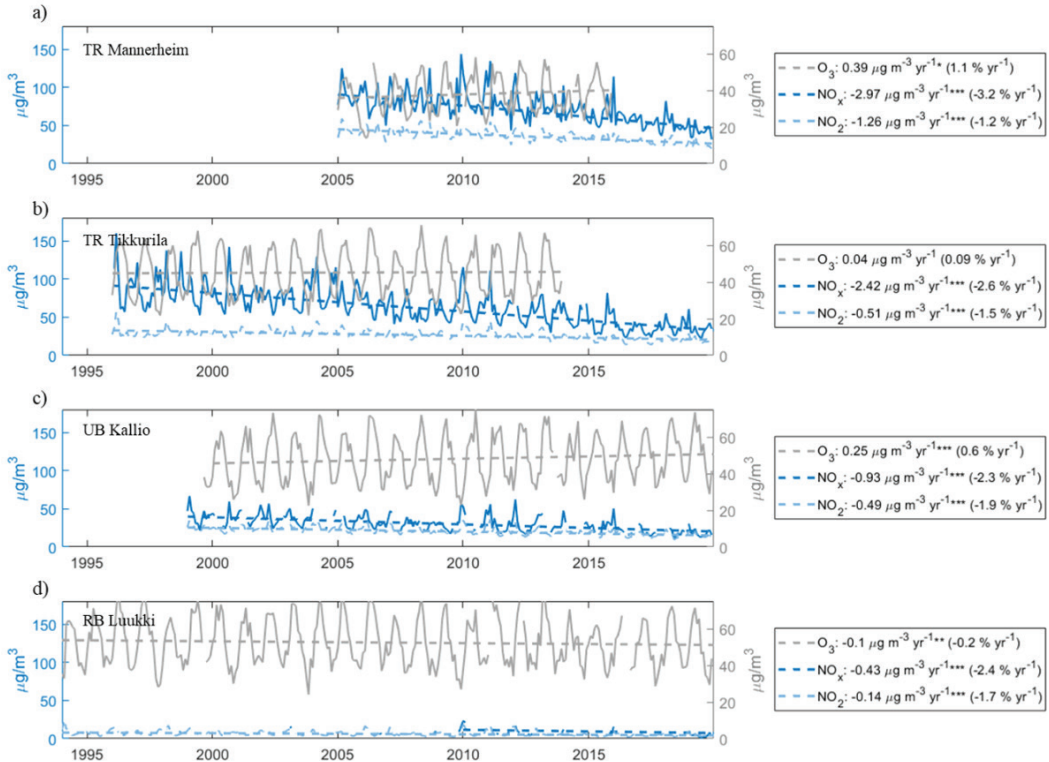 a)
TR Mannerheim
150
100
50
0
µg/m³
60
40
20
0
µg/m³
1995 2000 2005 2010 2015
O₃: 0.39 µg m⁻³ yr⁻¹* (1.1 % yr⁻¹)
NOₓ: -2.97 µg m⁻³ yr⁻¹*** (-3.2 % yr⁻¹)
NO₂: -1.26 µg m⁻³ yr⁻¹*** (-1.2 % yr⁻¹)
b)
TR Tikkurila
150
100
50
0
µg/m³
60
40
20
0
µg/m³
1995 2000 2005 2010 2015
O₃: 0.04 µg m⁻³ yr⁻¹ (0.09 % yr⁻¹)
NOₓ: -2.42 µg m⁻³ yr⁻¹*** (-2.6 % yr⁻¹)
NO₂: -0.51 µg m⁻³ yr⁻¹*** (-1.5 % yr⁻¹)
c)
UB Kallio
150
100
50
0
µg/m³
60
40
20
0
µg/m³
1995 2000 2005 2010 2015
O₃: 0.25 µg m⁻³ yr⁻¹*** (0.6 % yr⁻¹)
NOₓ: -0.93 µg m⁻³ yr⁻¹*** (-2.3 % yr⁻¹)
NO₂: -0.49 µg m⁻³ yr⁻¹*** (-1.9 % yr⁻¹)
d)
RB Luukki
150
100
50
0
µg/m³
60
40
20
0
µg/m³
1995 2000 2005 2010 2015
O₃: -0.1 µg m⁻³ yr⁻¹** (-0.2 % yr⁻¹)
NOₓ: -0.43 µg m⁻³ yr⁻¹*** (-2.4 % yr⁻¹)
NO₂: -0.14 µg m⁻³ yr⁻¹*** (-1.7 % yr⁻¹)